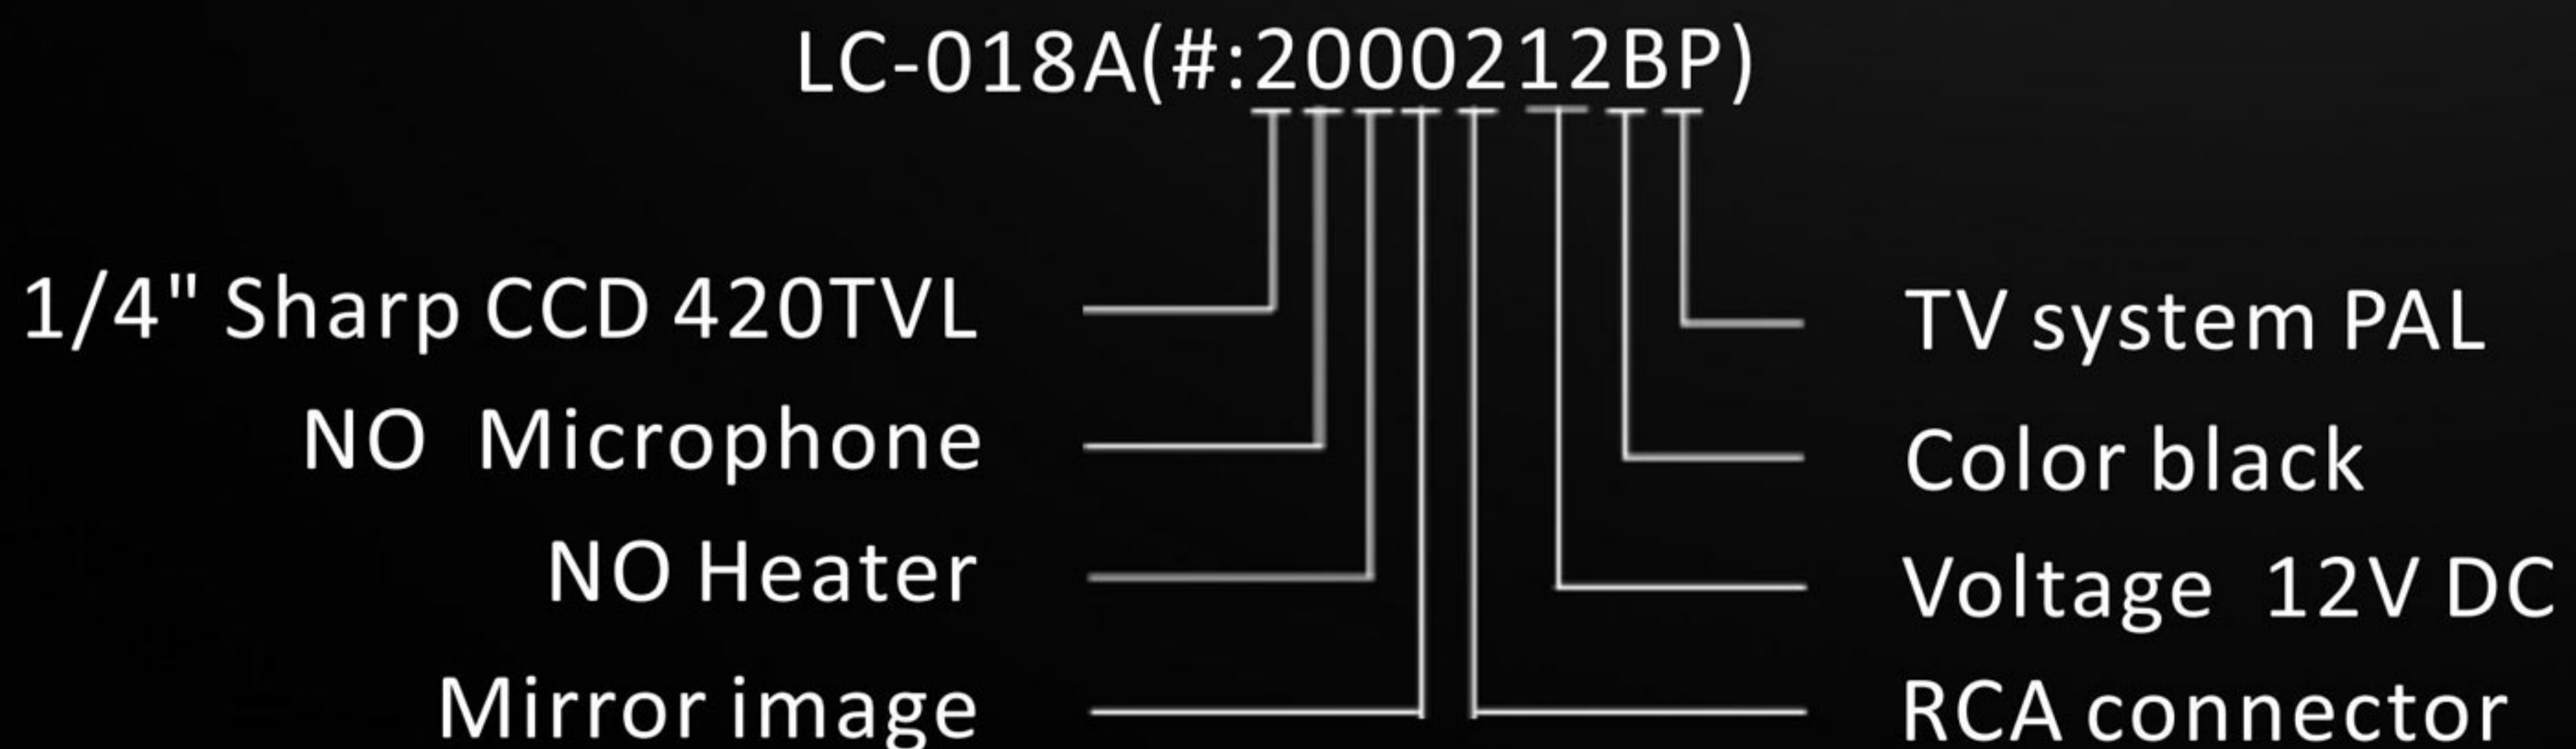 LC-018A(#:2000212BP)
1/4" Sharp CCD 420TVL
NO Microphone
NO Heater
Mirror image
TV system PAL
Color black
Voltage 12V DC
RCA connector